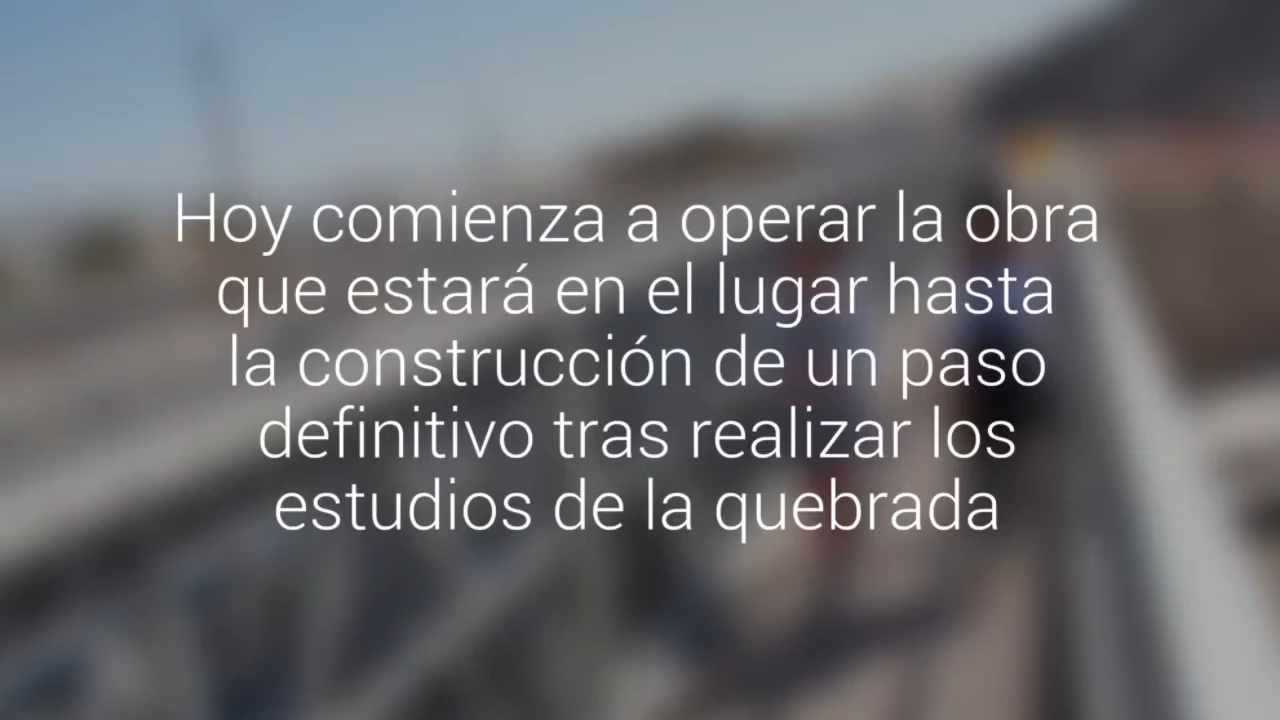 Hoy comienza a operar la obra
que estará en el lugar hasta
la construcción de un paso
definitivo tras realizar los
estudios de la quebrada